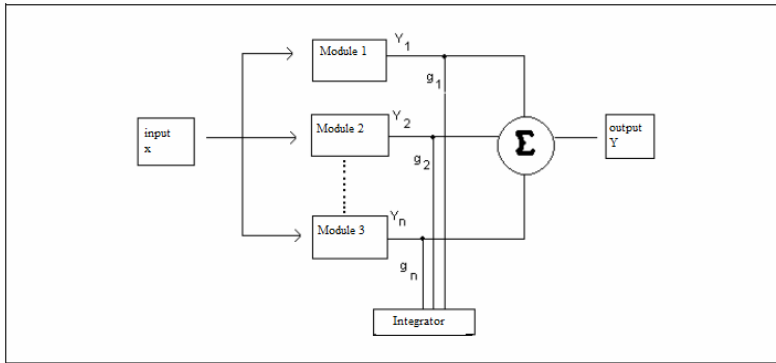 Module 1
Y1
g1
input
x
Module 2
Y2
g2
Σ
output
Y
Module 3
Yn
gn
Integrator